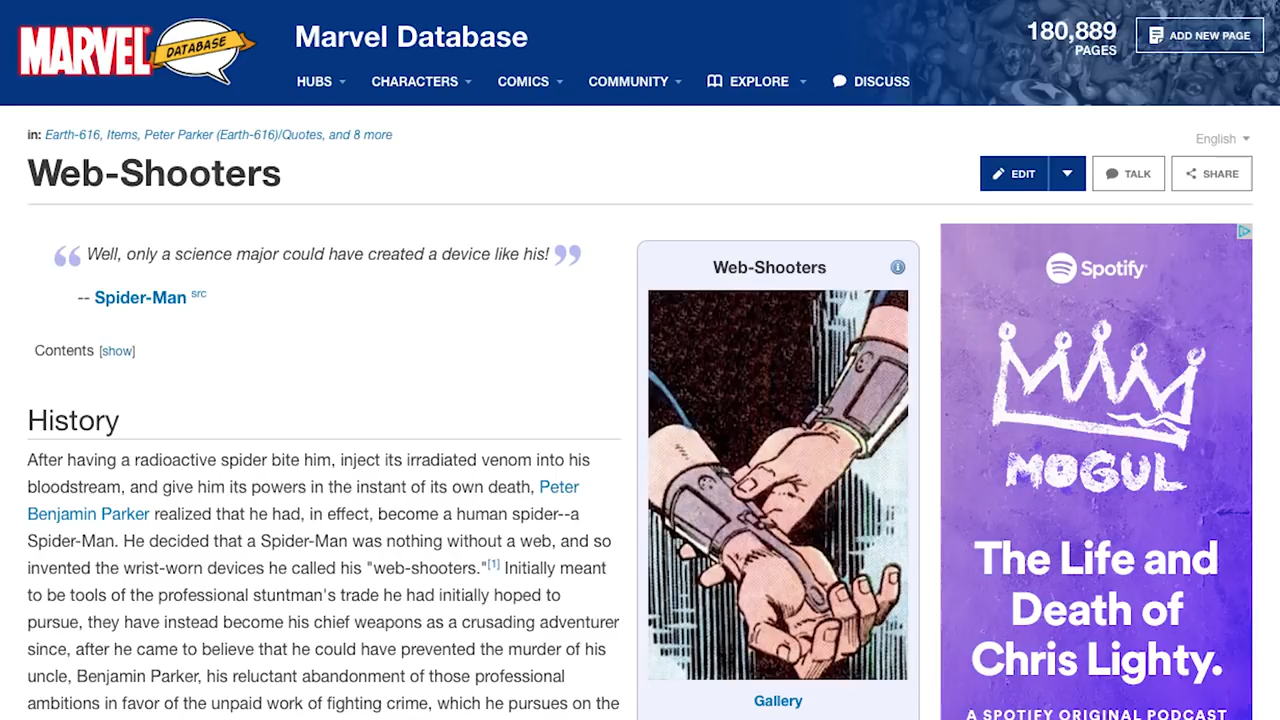 MARVEL DATABASE
Marvel Database
180,889
PAGES
ADD NEW PAGE
HUBS
CHARACTERS
COMICS
COMMUNITY
EXPLORE
DISCUSS
in: Earth-616, Items, Peter Parker (Earth-616)/Quotes, and 8 more
English
Web-Shooters
EDIT
TALK
SHARE
Well, only a science major could have created a device like his!
-- Spider-Man src
Contents [show]
History
After having a radioactive spider bite him, inject its irradiated venom into his
bloodstream, and give him its powers in the instant of its own death, Peter
Benjamin Parker realized that he had, in effect, become a human spider--a
Spider-Man. He decided that a Spider-Man was nothing without a web, and so
invented the wrist-worn devices he called his "web-shooters."[1] Initially meant
to be tools of the professional stuntman's trade he had initially hoped to
pursue, they have instead become his chief weapons as a crusading adventurer
since, after he came to believe that he could have prevented the murder of his
uncle, Benjamin Parker, his reluctant abandonment of those professional
ambitions in favor of the unpaid work of fighting crime, which he pursues on the
Web-Shooters
Gallery
Spotify
MOGUL
The Life and
Death of
Chris Lighty.
A SPOTIFY ORIGINAL PODCAST